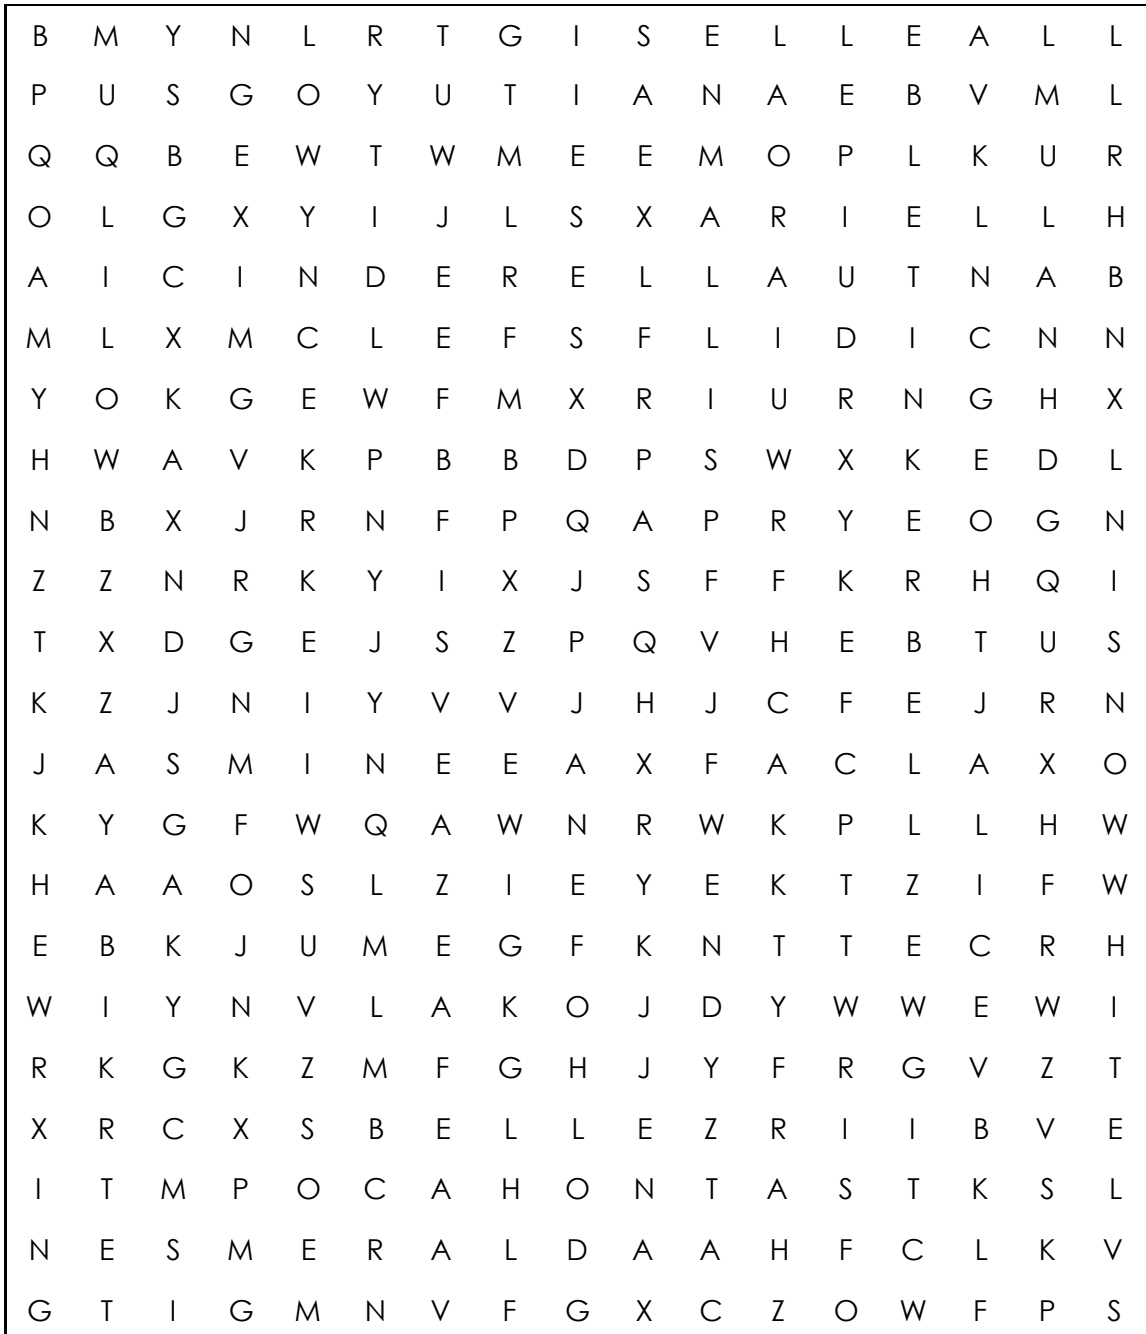 B M Y N L R T G I S E L L E A L L
P U S G O Y U T I A N A E B V M L
Q Q B E W T W M E E M O P L K U R
O L G X Y I J L S X A R I E L L H
A I C I N D E R E L L A U T N A B
M L X M C L E F S F L I D I C N N
Y O K G E W F M X R I U R N G H X
H W A V K P B B D P S W X K E D L
N B X J R N F P Q A P R Y E O G N
Z Z N R K Y I X J S F F K R H Q I
T X D G E J S Z P Q V H E B T U S
K Z J N I Y V V J H J C F E J R N
J A S M I N E E A X F A C L A X O
K Y G F W Q A W N R W K P L L H W
H A A O S L Z I E Y E K T Z I F W
E B K J U M E G F K N T T E C R H
W I Y N V L A K O J D Y W W E W I
R K G K Z M F G H J Y F R G V Z T
X R C X S B E L L E Z R I I B V E
I T M P O C A H O N T A S T K S L
N E S M E R A L D A A H F C L K V
G T I G M N V F G X C Z O W F P S